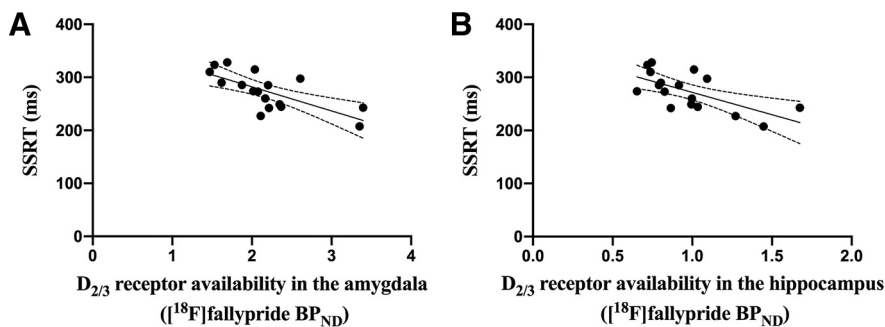 A
400
300
200
100
0
SSRT (ms)
0 1 2 3 4
D2/3 receptor availability in the amygdala
([18F]fallypride BPND)
B
400
300
200
100
0
SSRT (ms)
0.0 0.5 1.0 1.5 2.0
D2/3 receptor availability in the hippocampus
([18F]fallypride BPND)